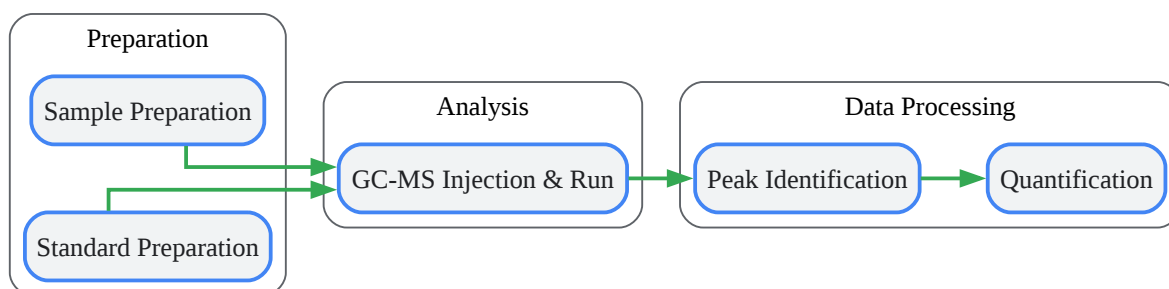 Preparation
Sample Preparation
Standard Preparation
Analysis
GC-MS Injection & Run
Data Processing
Peak Identification
Quantification